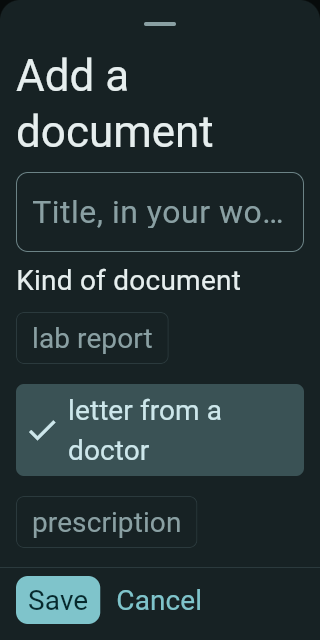 Add a
document
Title, in your wo…
Kind of document
lab report
letter from a
doctor
prescription
Save
Cancel